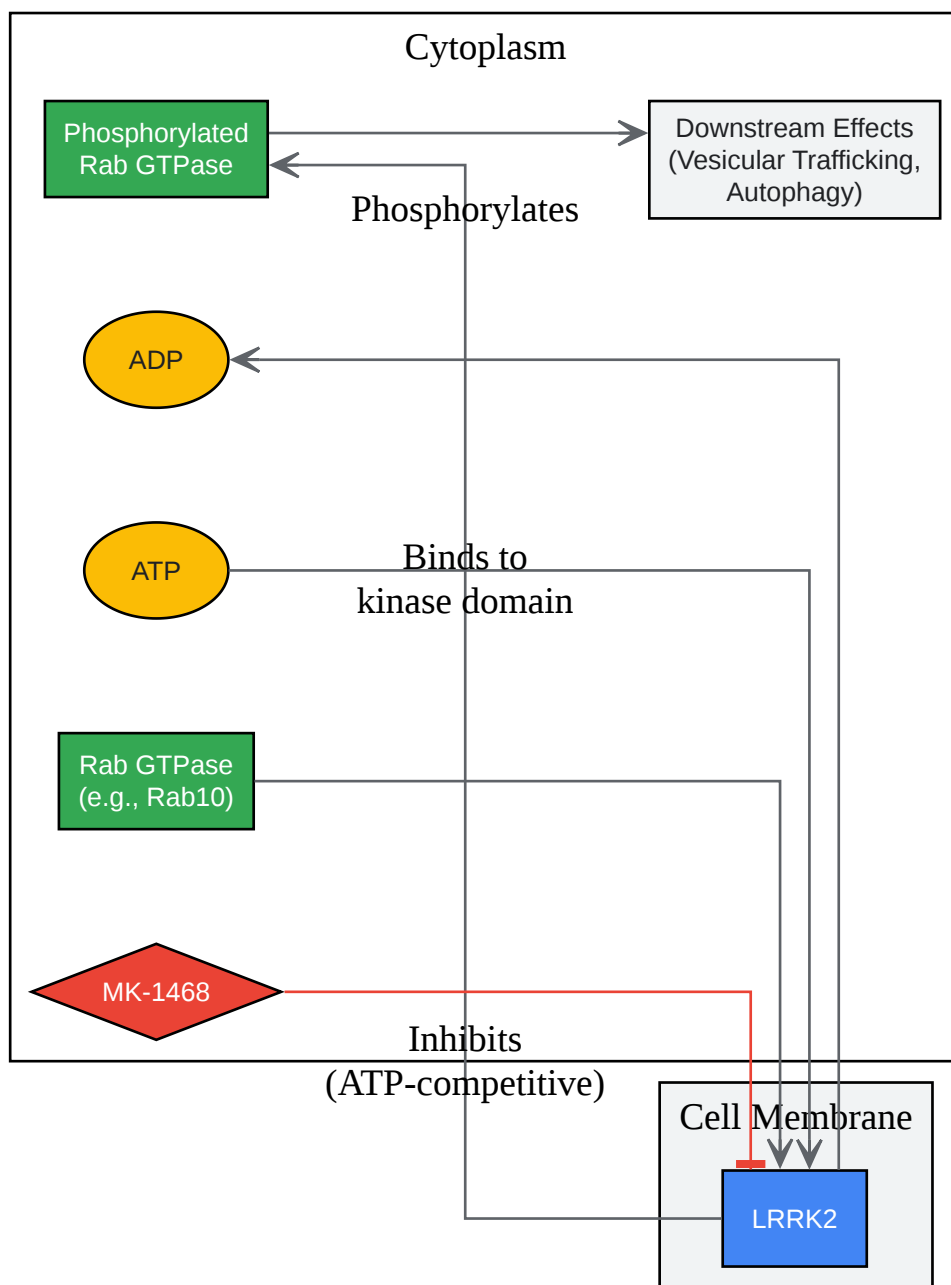 Cytoplasm
Phosphorylated
Rab GTPase
Downstream Effects
(Vesicular Trafficking,
Autophagy)
Phosphorylates
ADP
ATP
Binds to
kinase domain
Rab GTPase
(e.g., Rab10)
MK-1468
Inhibits
(ATP-competitive)
Cell Membrane
LRRK2